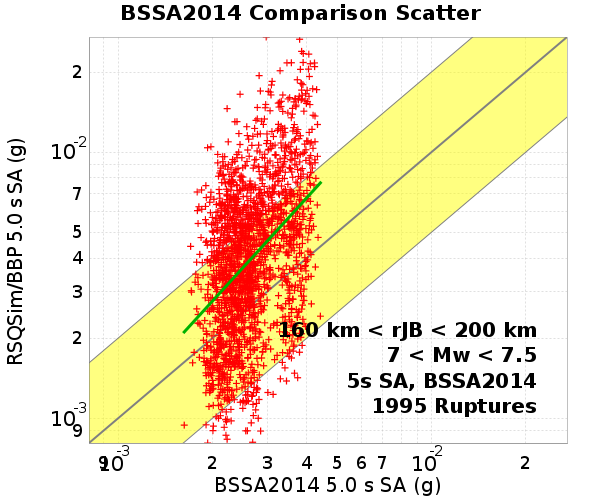 BSSA2014 Comparison Scatter
RSQSim/BBP 5.0 s SA (g)
2
10-2
7
5
4
3
2
10-3
9
160 km < rJB < 200 km
7 < Mw < 7.5
5s SA, BSSA2014
1995 Ruptures
9 10-3 2 3 4 5 6 7 10-2 2
BSSA2014 5.0 s SA (g)